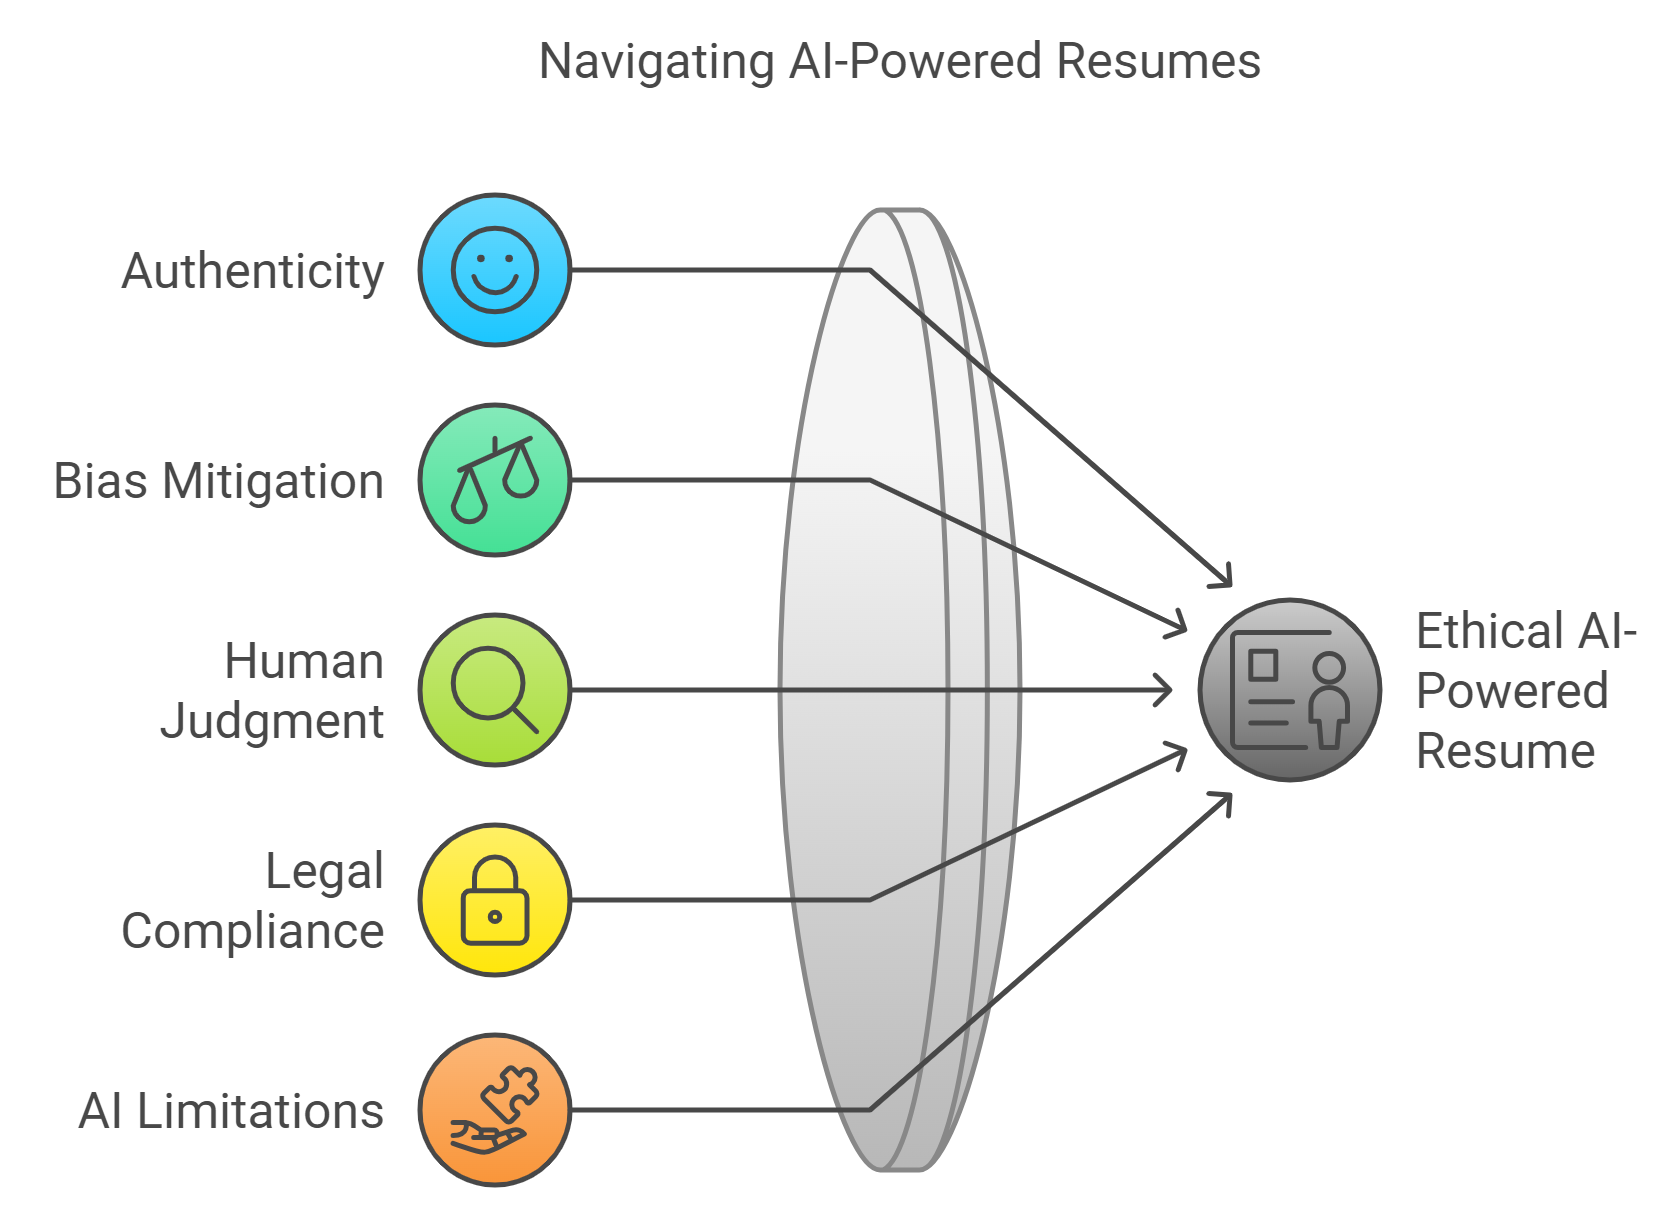 Navigating AI-Powered Resumes
Authenticity
Bias Mitigation
Human
Judgment
Legal
Compliance
AI Limitations
Ethical AI-
Powered
Resume